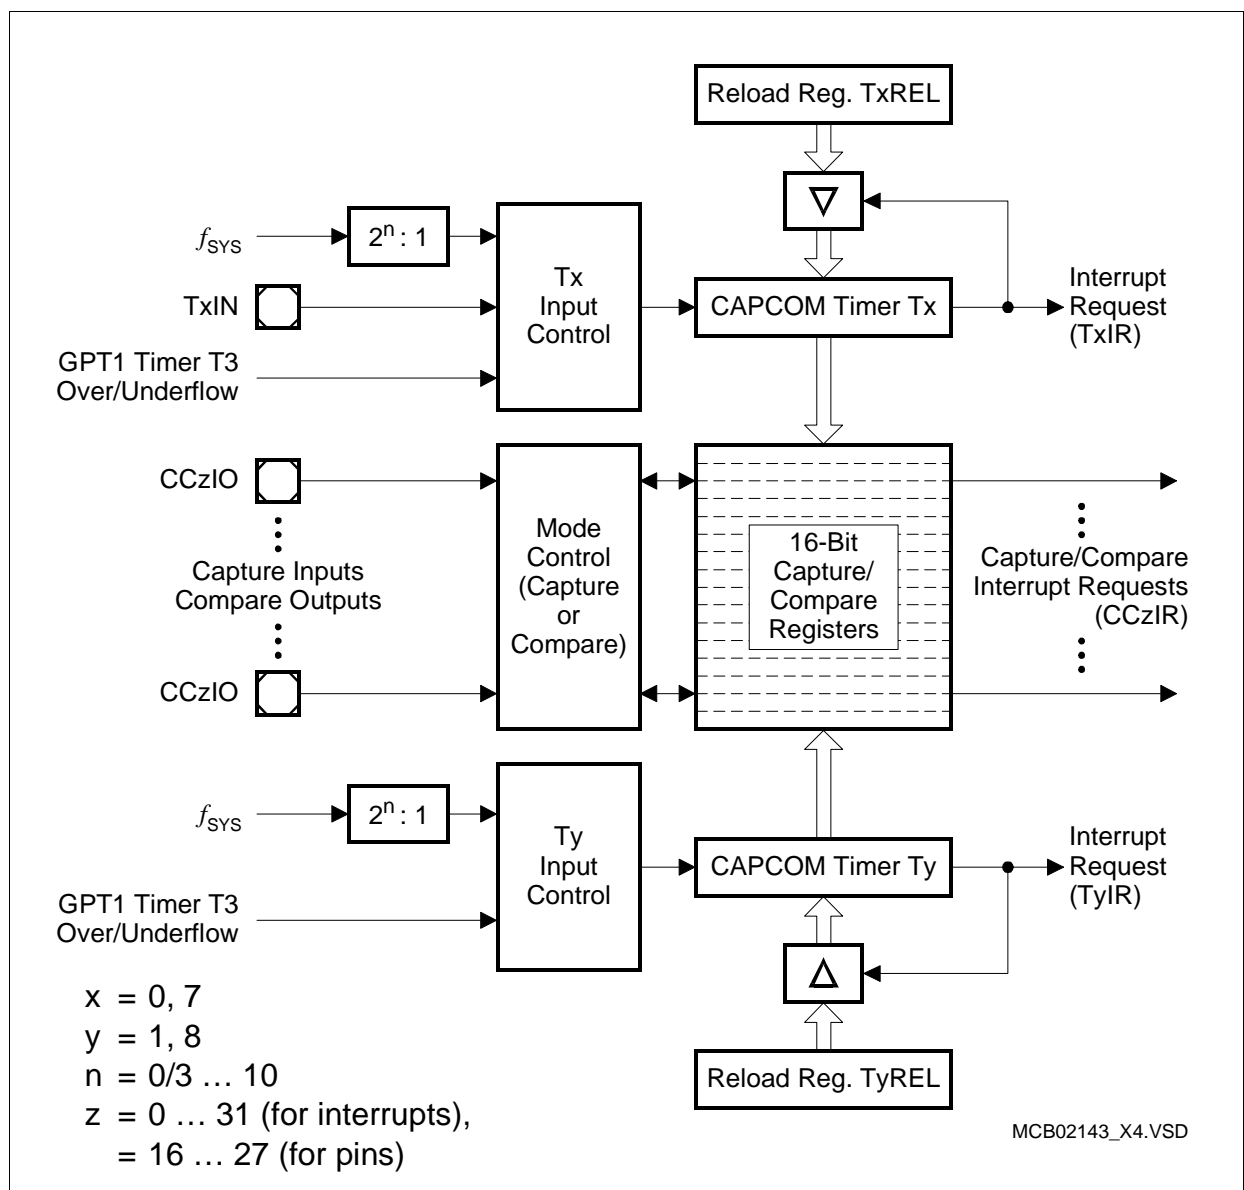 Reload Reg. TxREL
fSYS
2n : 1
TxIN
GPT1 Timer T3
Over/Underflow
Tx
Input
Control
CAPCOM Timer Tx
Interrupt
Request
(TxIR)
CCzIO
Capture Inputs
Compare Outputs
CCzIO
Mode
Control
(Capture
or
Compare)
16-Bit
Capture/
Compare
Registers
Capture/Compare
Interrupt Requests
(CCzIR)
fSYS
2n : 1
GPT1 Timer T3
Over/Underflow
Ty
Input
Control
CAPCOM Timer Ty
Interrupt
Request
(TyIR)
Reload Reg. TyREL
x = 0, 7
y = 1, 8
n = 0/3 … 10
z = 0 … 31 (for interrupts),
= 16 … 27 (for pins)
MCB02143_X4.VSD